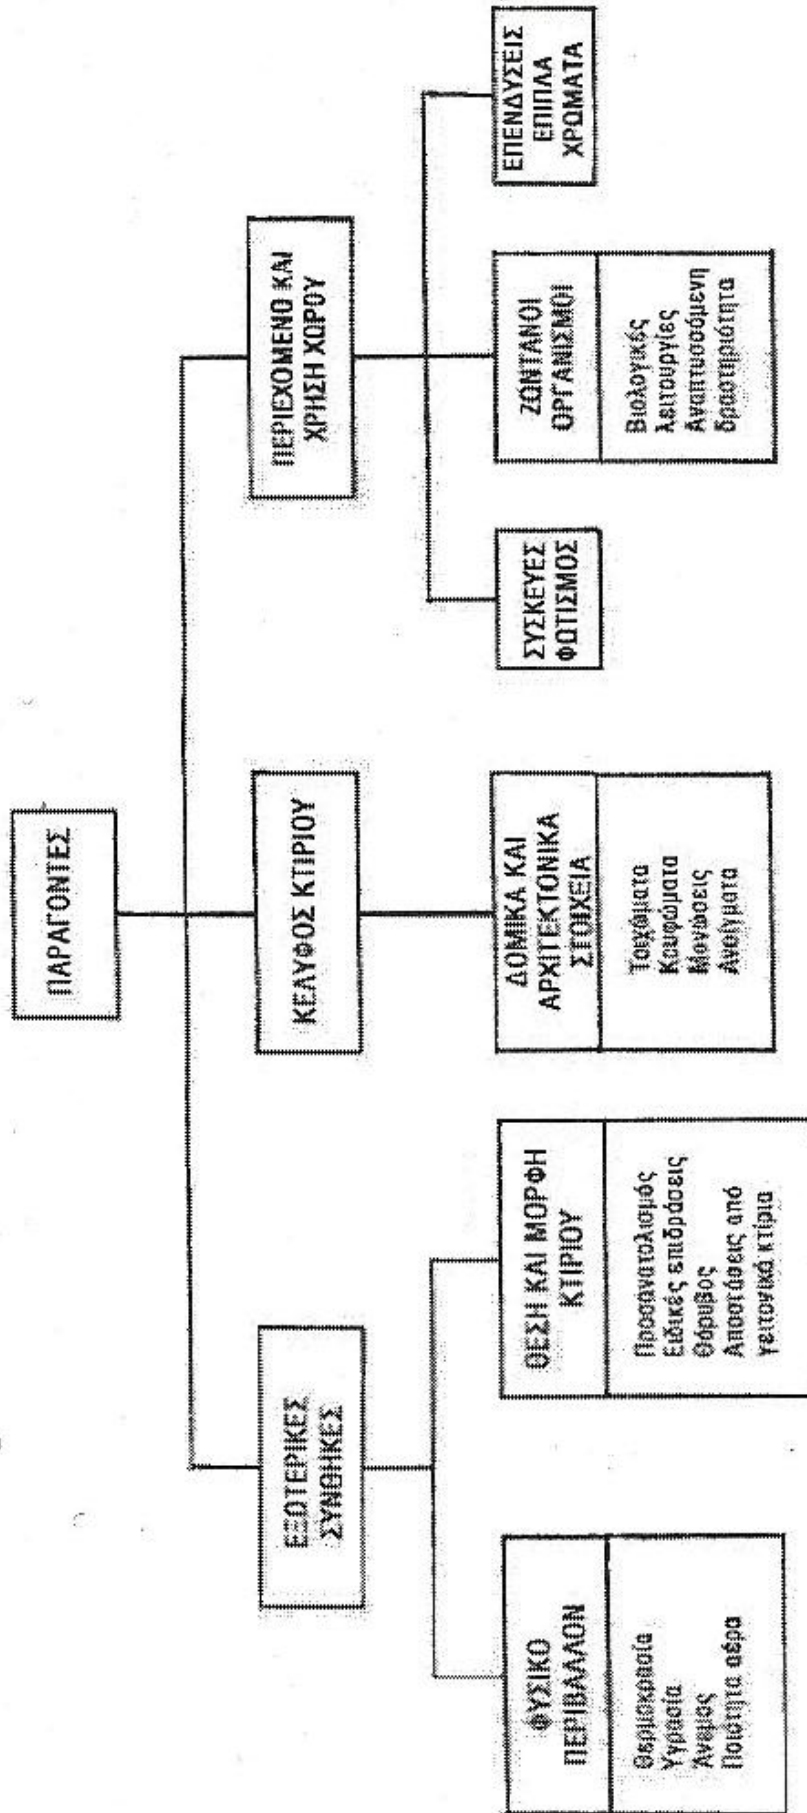 ΠΑΡΑΓΟΝΤΕΣ
ΕΞΩΤΕΡΙΚΕΣ
ΣΥΝΘΗΚΕΣ
ΚΕΛΥΦΟΣ ΚΤΙΡΙΟΥ
ΠΕΡΙΕΧΟΜΕΝΟ ΚΑΙ
ΧΡΗΣΗ ΧΩΡΟΥ
ΦΥΣΙΚΟ
ΠΕΡΙΒΑΛΛΟΝ
Θερμοκρασία
Υγρασία
Άνεμος
Ποιότητα αέρα
ΘΕΣΗ ΚΑΙ ΜΟΡΦΗ
ΚΤΙΡΙΟΥ
Προσανατολισμός
Ειδικές επιδράσεις
Θόρυβος
Αποστάσεις από
γειτονικά κτίρια
ΔΟΜΙΚΑ ΚΑΙ
ΑΡΧΙΤΕΚΤΟΝΙΚΑ
ΣΤΟΙΧΕΙΑ
Τοιχώματα
Κουφώματα
Μονώσεις
Ανοίγματα
ΣΥΣΚΕΥΕΣ
ΦΩΤΙΣΜΟΣ
ΖΩΝΤΑΝΟΙ
ΟΡΓΑΝΙΣΜΟΙ
Βιολογικές
λειτουργίες
Αναπτυσσόμενη
δραστηριότητα
ΕΠΕΝΔΥΣΕΙΣ
ΕΠΙΠΛΑ
ΧΡΩΜΑΤΑ